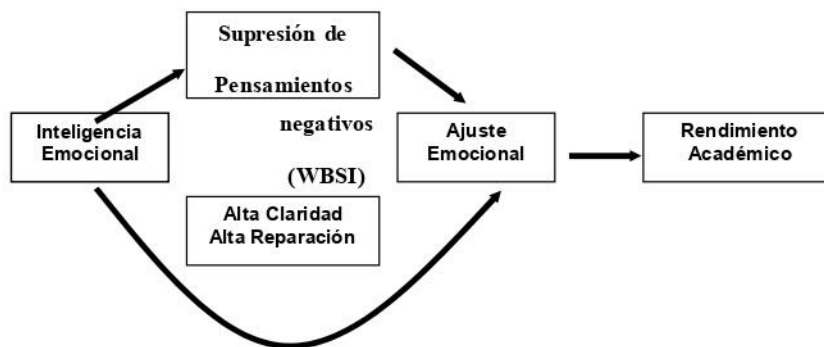 Supresión de
Pensamientos
negativos
(WBSI)
Inteligencia
Emocional
Alta Claridad
Alta Reparación
Ajuste
Emocional
Rendimiento
Académico